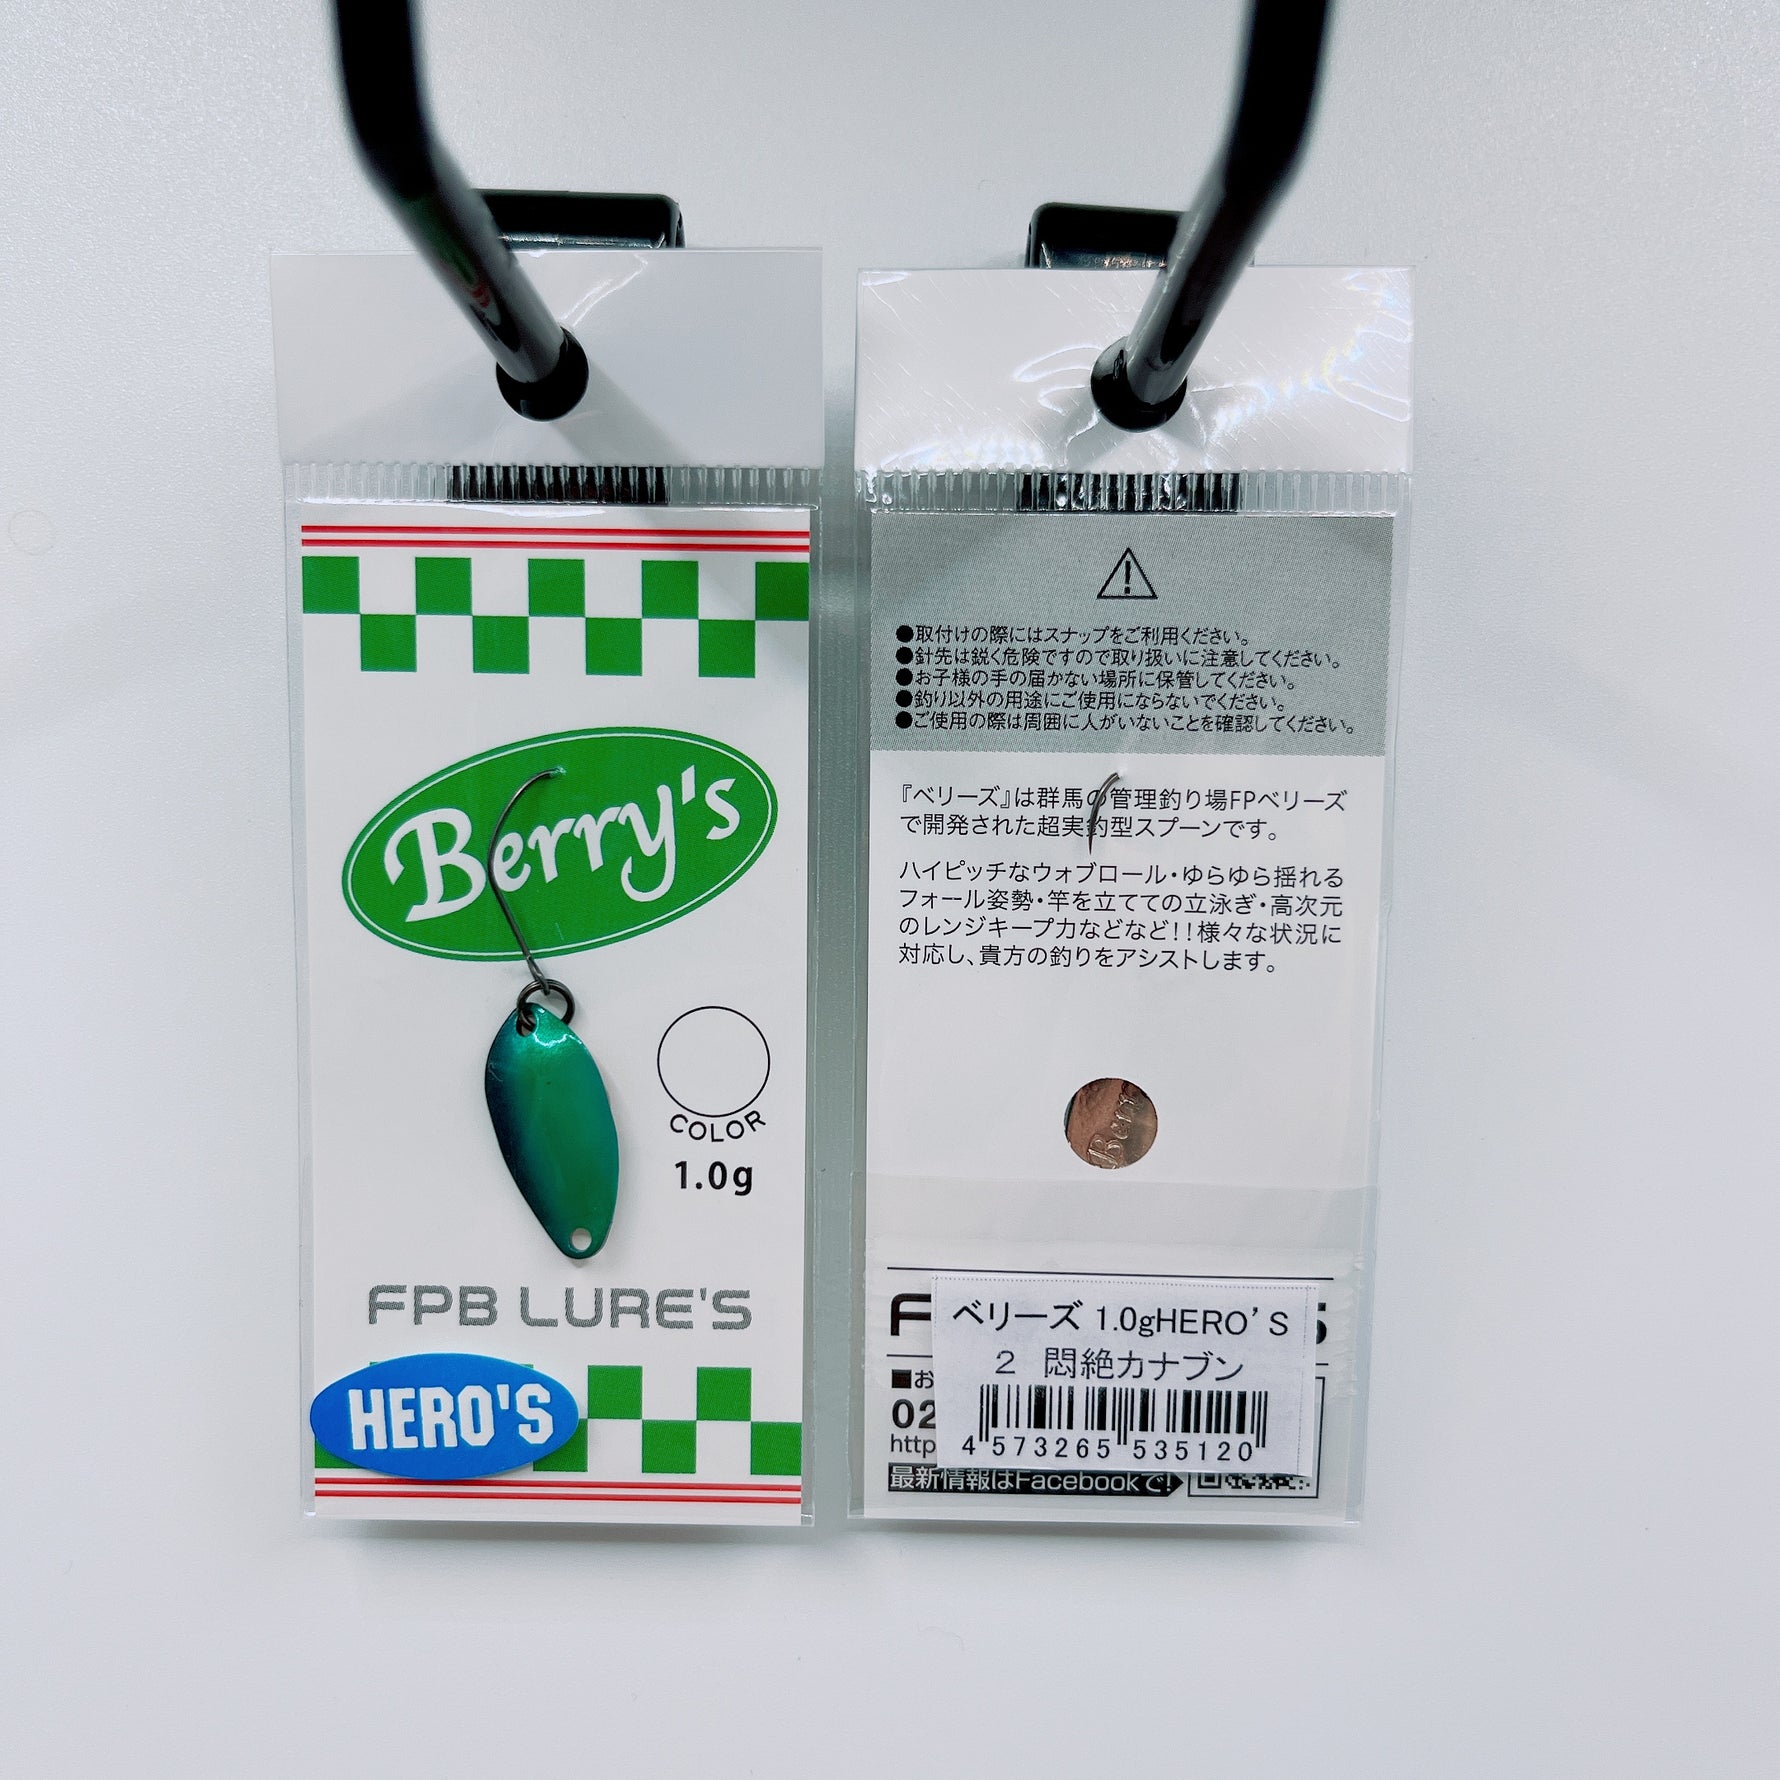 Berry's
COLOR
1.0g
FPB LURE'S
HERO'S
●取付けの際にはスナップをご利用ください。
●針先は鋭く危険ですので取り扱いに注意してください。
●お子様の手の届かない場所に保管してください。
●釣り以外の用途にご使用にならないでください。
●ご使用の際は周囲に人がいないことを確認してください。
『ベリーズ』は群馬の管理釣り場FPベリーズ
で開発された超実釣型スプーンです。
ハイピッチなウォブロール・ゆらゆら揺れる
フォール姿勢・竿を立てての立泳ぎ・高次元
のレンジキープ力などなど!!様々な状況に
対応し、貴方の釣りをアシストします。
Berr
ベリーズ 1.0gHERO'S
2 悶絶カナブン
4 573265 535120
■お
02
http
最新情報はFacebookで!